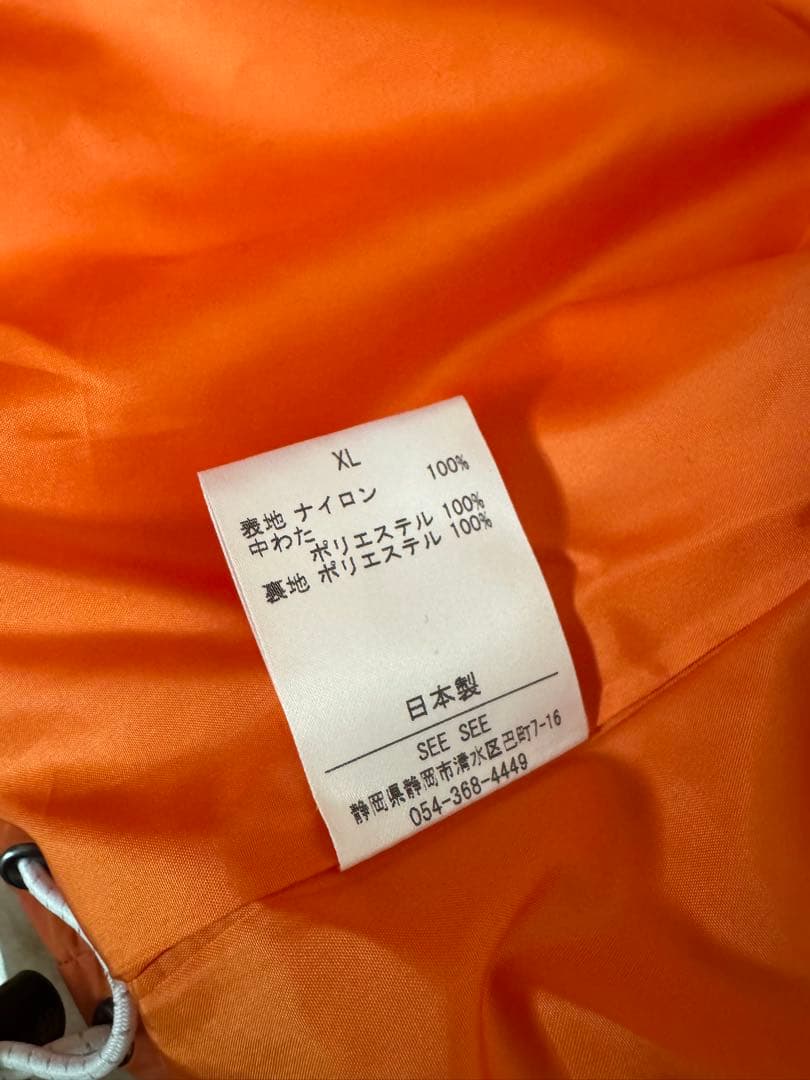 XL
表地 ナイロン 100%
中わた
ポリエステル 100%
裏地 ポリエステル 100%
日本製
SEE SEE
静岡県静岡市清水区巴町7-16
054-368-4449